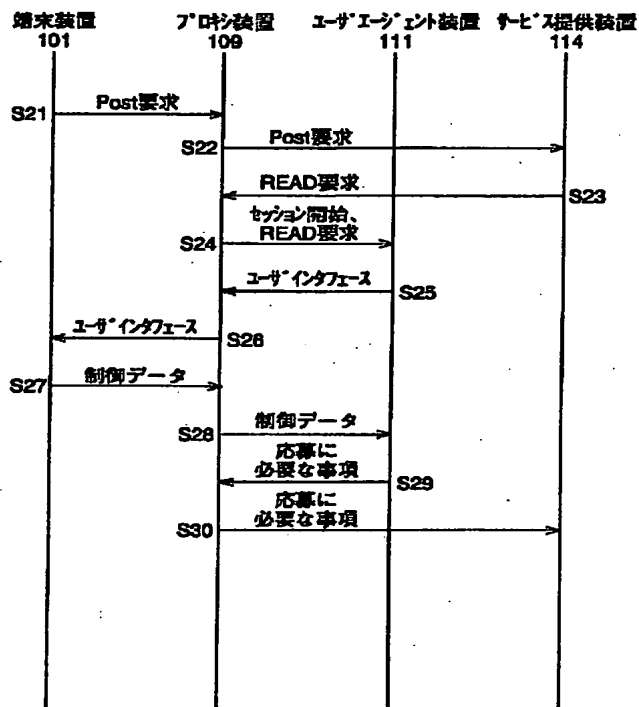 端末装置 プロキシ装置 ユーザエージェント装置 サービス提供装置
101 109 111 114
S21 Post要求
S22 Post要求
READ要求 S23
セッション開始、
S24 READ要求
ユーザインタフェース S25
ユーザインタフェース S26
S27 制御データ
S28 制御データ
応募に
必要な事項 S29
応募に
S30 必要な事項